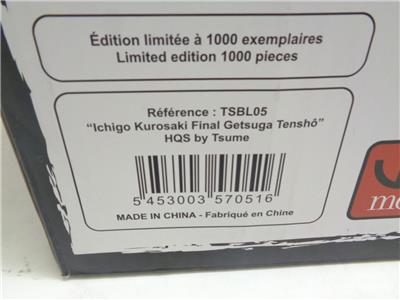 Édition limitée à 1000 exemplaires
Limited edition 1000 pieces
Référence : TSBL05
“Ichigo Kurosaki Final Getsuga Tenshô”
HQS by Tsume
5 453003 570516
MADE IN CHINA - Fabriqué en Chine